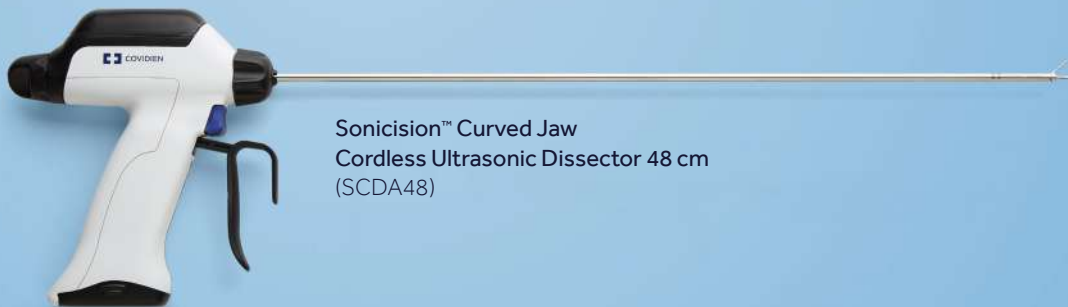 COVIDIEN
Sonicision™ Curved Jaw
Cordless Ultrasonic Dissector 48 cm
(SCDA48)